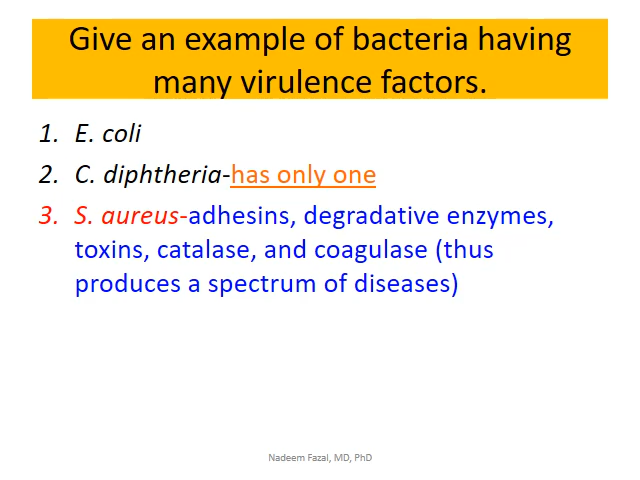 Give an example of bacteria having
many virulence factors.
1. E. coli
2. C. diphtheria-has only one
3. S. aureus-adhesins, degradative enzymes,
toxins, catalase, and coagulase (thus
produces a spectrum of diseases)
Nadeem Fazal, MD, PhD